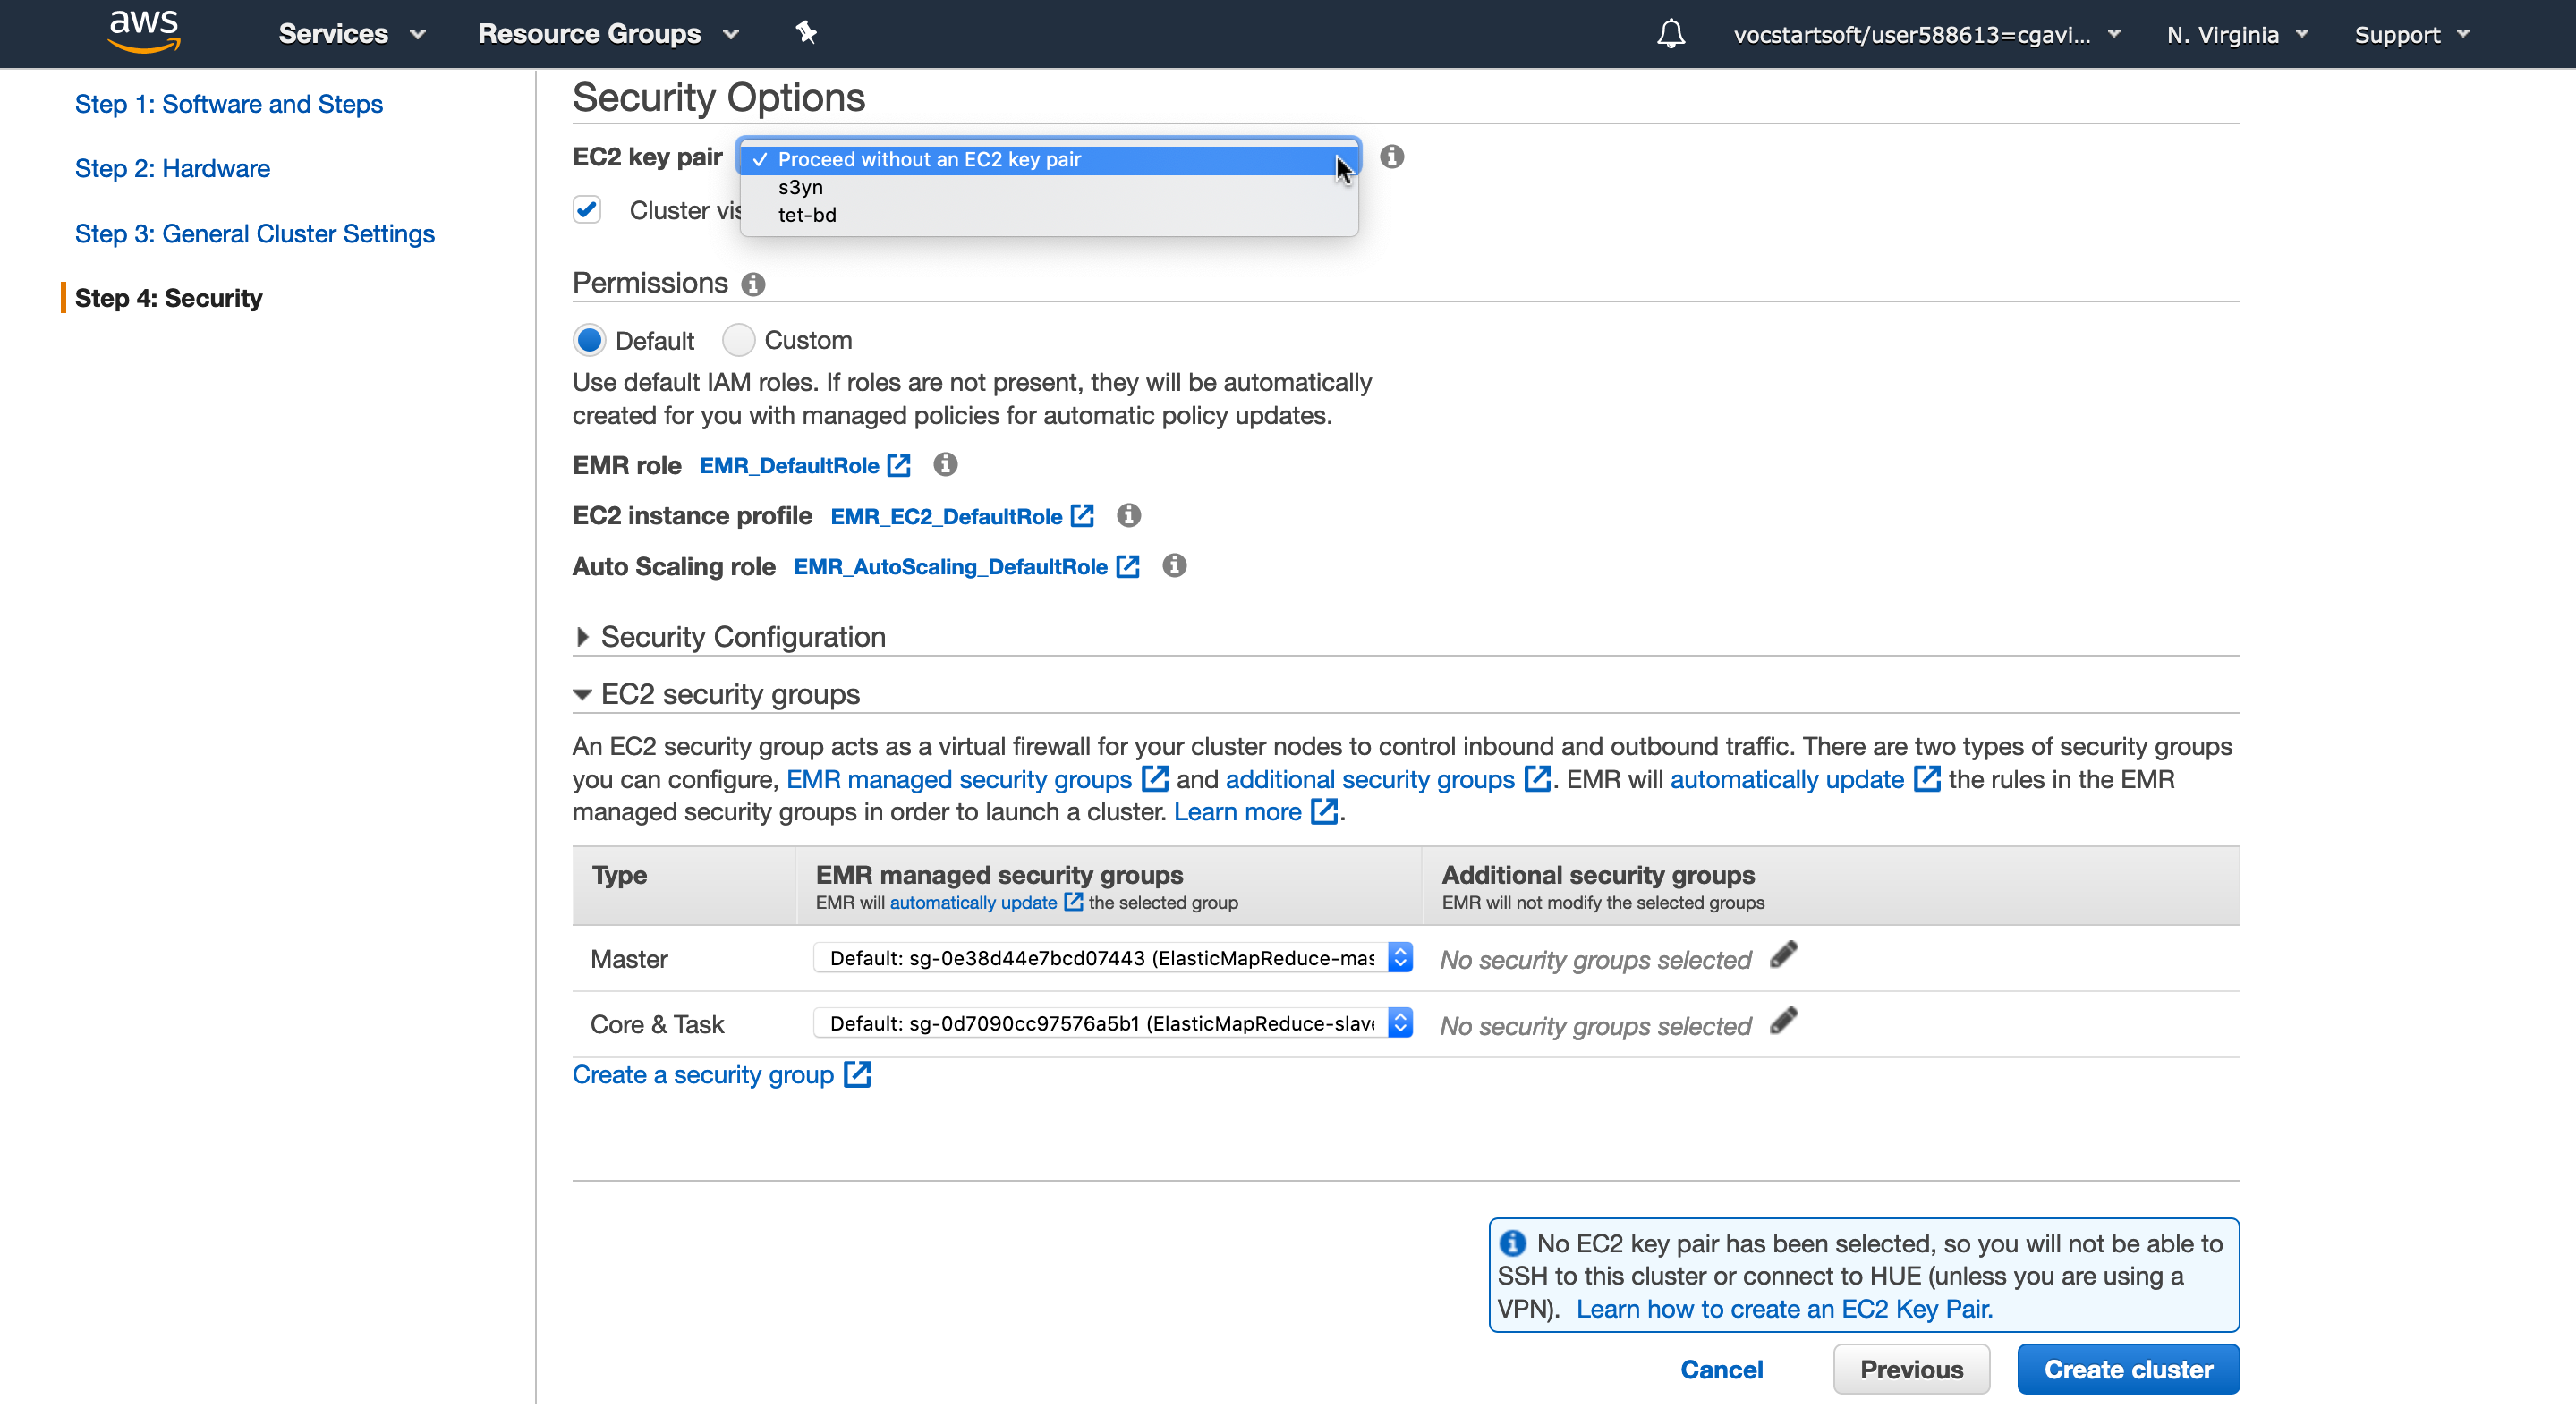 aws
Services
Resource Groups
vocstartsoft/user588613=cgavi...
N. Virginia
Support
Step 1: Software and Steps
Step 2: Hardware
Step 3: General Cluster Settings
Step 4: Security
Security Options
EC2 key pair
✓ Proceed without an EC2 key pair
s3yn
tet-bd
Cluster vis
Permissions
Default
Custom
Use default IAM roles. If roles are not present, they will be automatically
created for you with managed policies for automatic policy updates.
EMR role EMR_DefaultRole
EC2 instance profile EMR_EC2_DefaultRole
Auto Scaling role EMR_AutoScaling_DefaultRole
Security Configuration
EC2 security groups
An EC2 security group acts as a virtual firewall for your cluster nodes to control inbound and outbound traffic. There are two types of security groups
you can configure, EMR managed security groups and additional security groups. EMR will automatically update the rules in the EMR
managed security groups in order to launch a cluster. Learn more.
Type
EMR managed security groups
EMR will automatically update the selected group
Additional security groups
EMR will not modify the selected groups
Master
Default: sg-0e38d44e7bcd07443 (ElasticMapReduce-mas
No security groups selected
Core & Task
Default: sg-0d7090cc97576a5b1 (ElasticMapReduce-slave
No security groups selected
Create a security group
No EC2 key pair has been selected, so you will not be able to
SSH to this cluster or connect to HUE (unless you are using a
VPN). Learn how to create an EC2 Key Pair.
Cancel
Previous
Create cluster